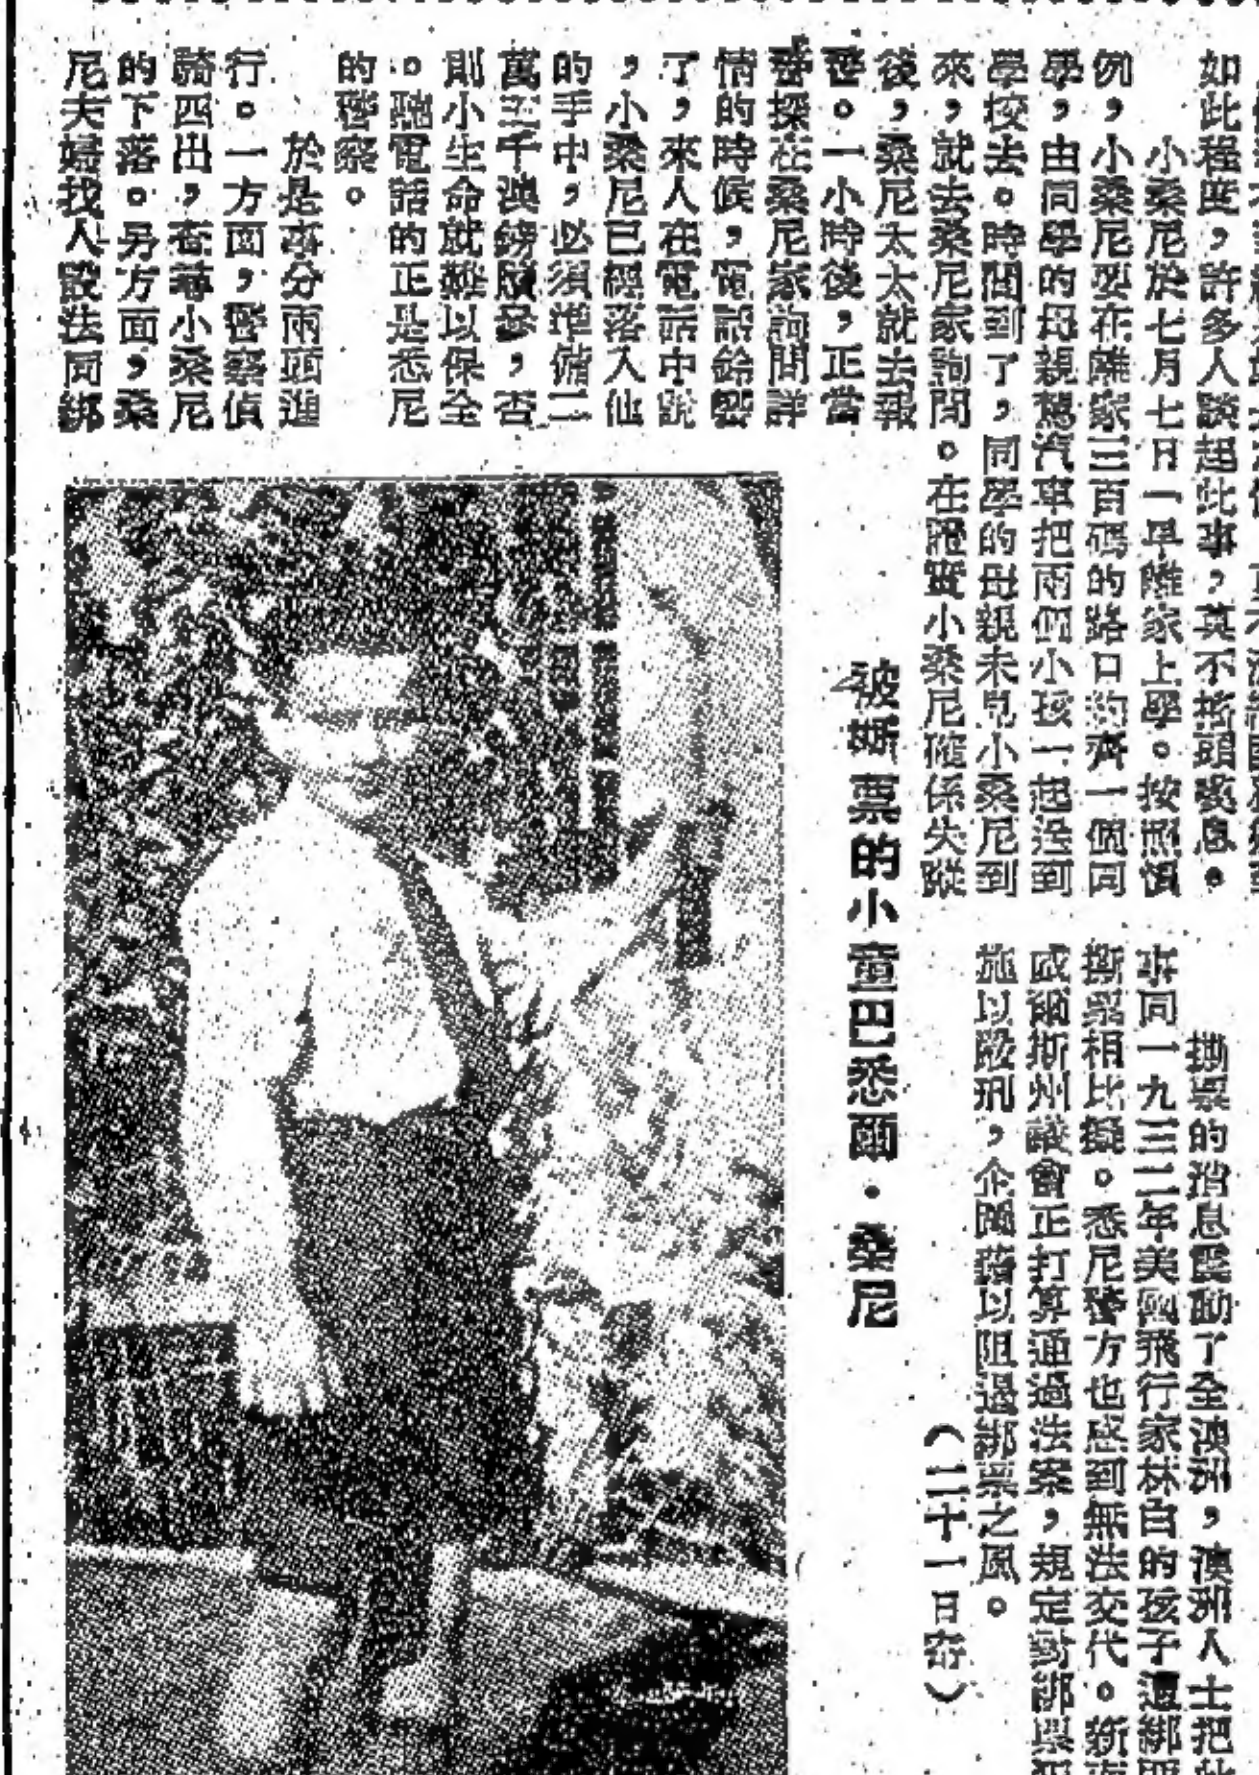 如此程度，許多人談起此事，莫不搖頭嘆息。
小桑尼於七月七日一早離家上學。按照慣
例，小桑尼要在離家三百碼的路口約齊一個同
學，由同學的母親駕汽車把兩個小孩一起送到
學校去。時間到了，同學的母親未見小桑尼到
來，就去桑尼家詢問。在證實小桑尼確係失蹤
後，桑尼太太就去報
警。一小時後，正當
警探在桑尼家詢問詳
情的時候，電話鈴響
了，來人在電話中說
，小桑尼已經落入他
的手中，必須準備二
萬五千澳鎊贖參，否
則小生命就難以保全
。聽電話的正是悉尼
的警察。
於是事分兩頭進
行。一方面，警察偵
騎四出，查尋小桑尼
的下落。另方面，桑
尼夫婦找人設法同綁
被撕票的小童巴悉爾・桑尼
撕票的消息震動了全澳洲，澳洲人士把此
事同一九三二年美國飛行家林白的孩子遭綁匪
撕票相比擬。悉尼警方也感到無法交代。新南
威爾斯州議會正打算通過法案，規定對綁票犯
施以嚴刑，企圖藉以阻遏綁票之風。
（二十一日寄）